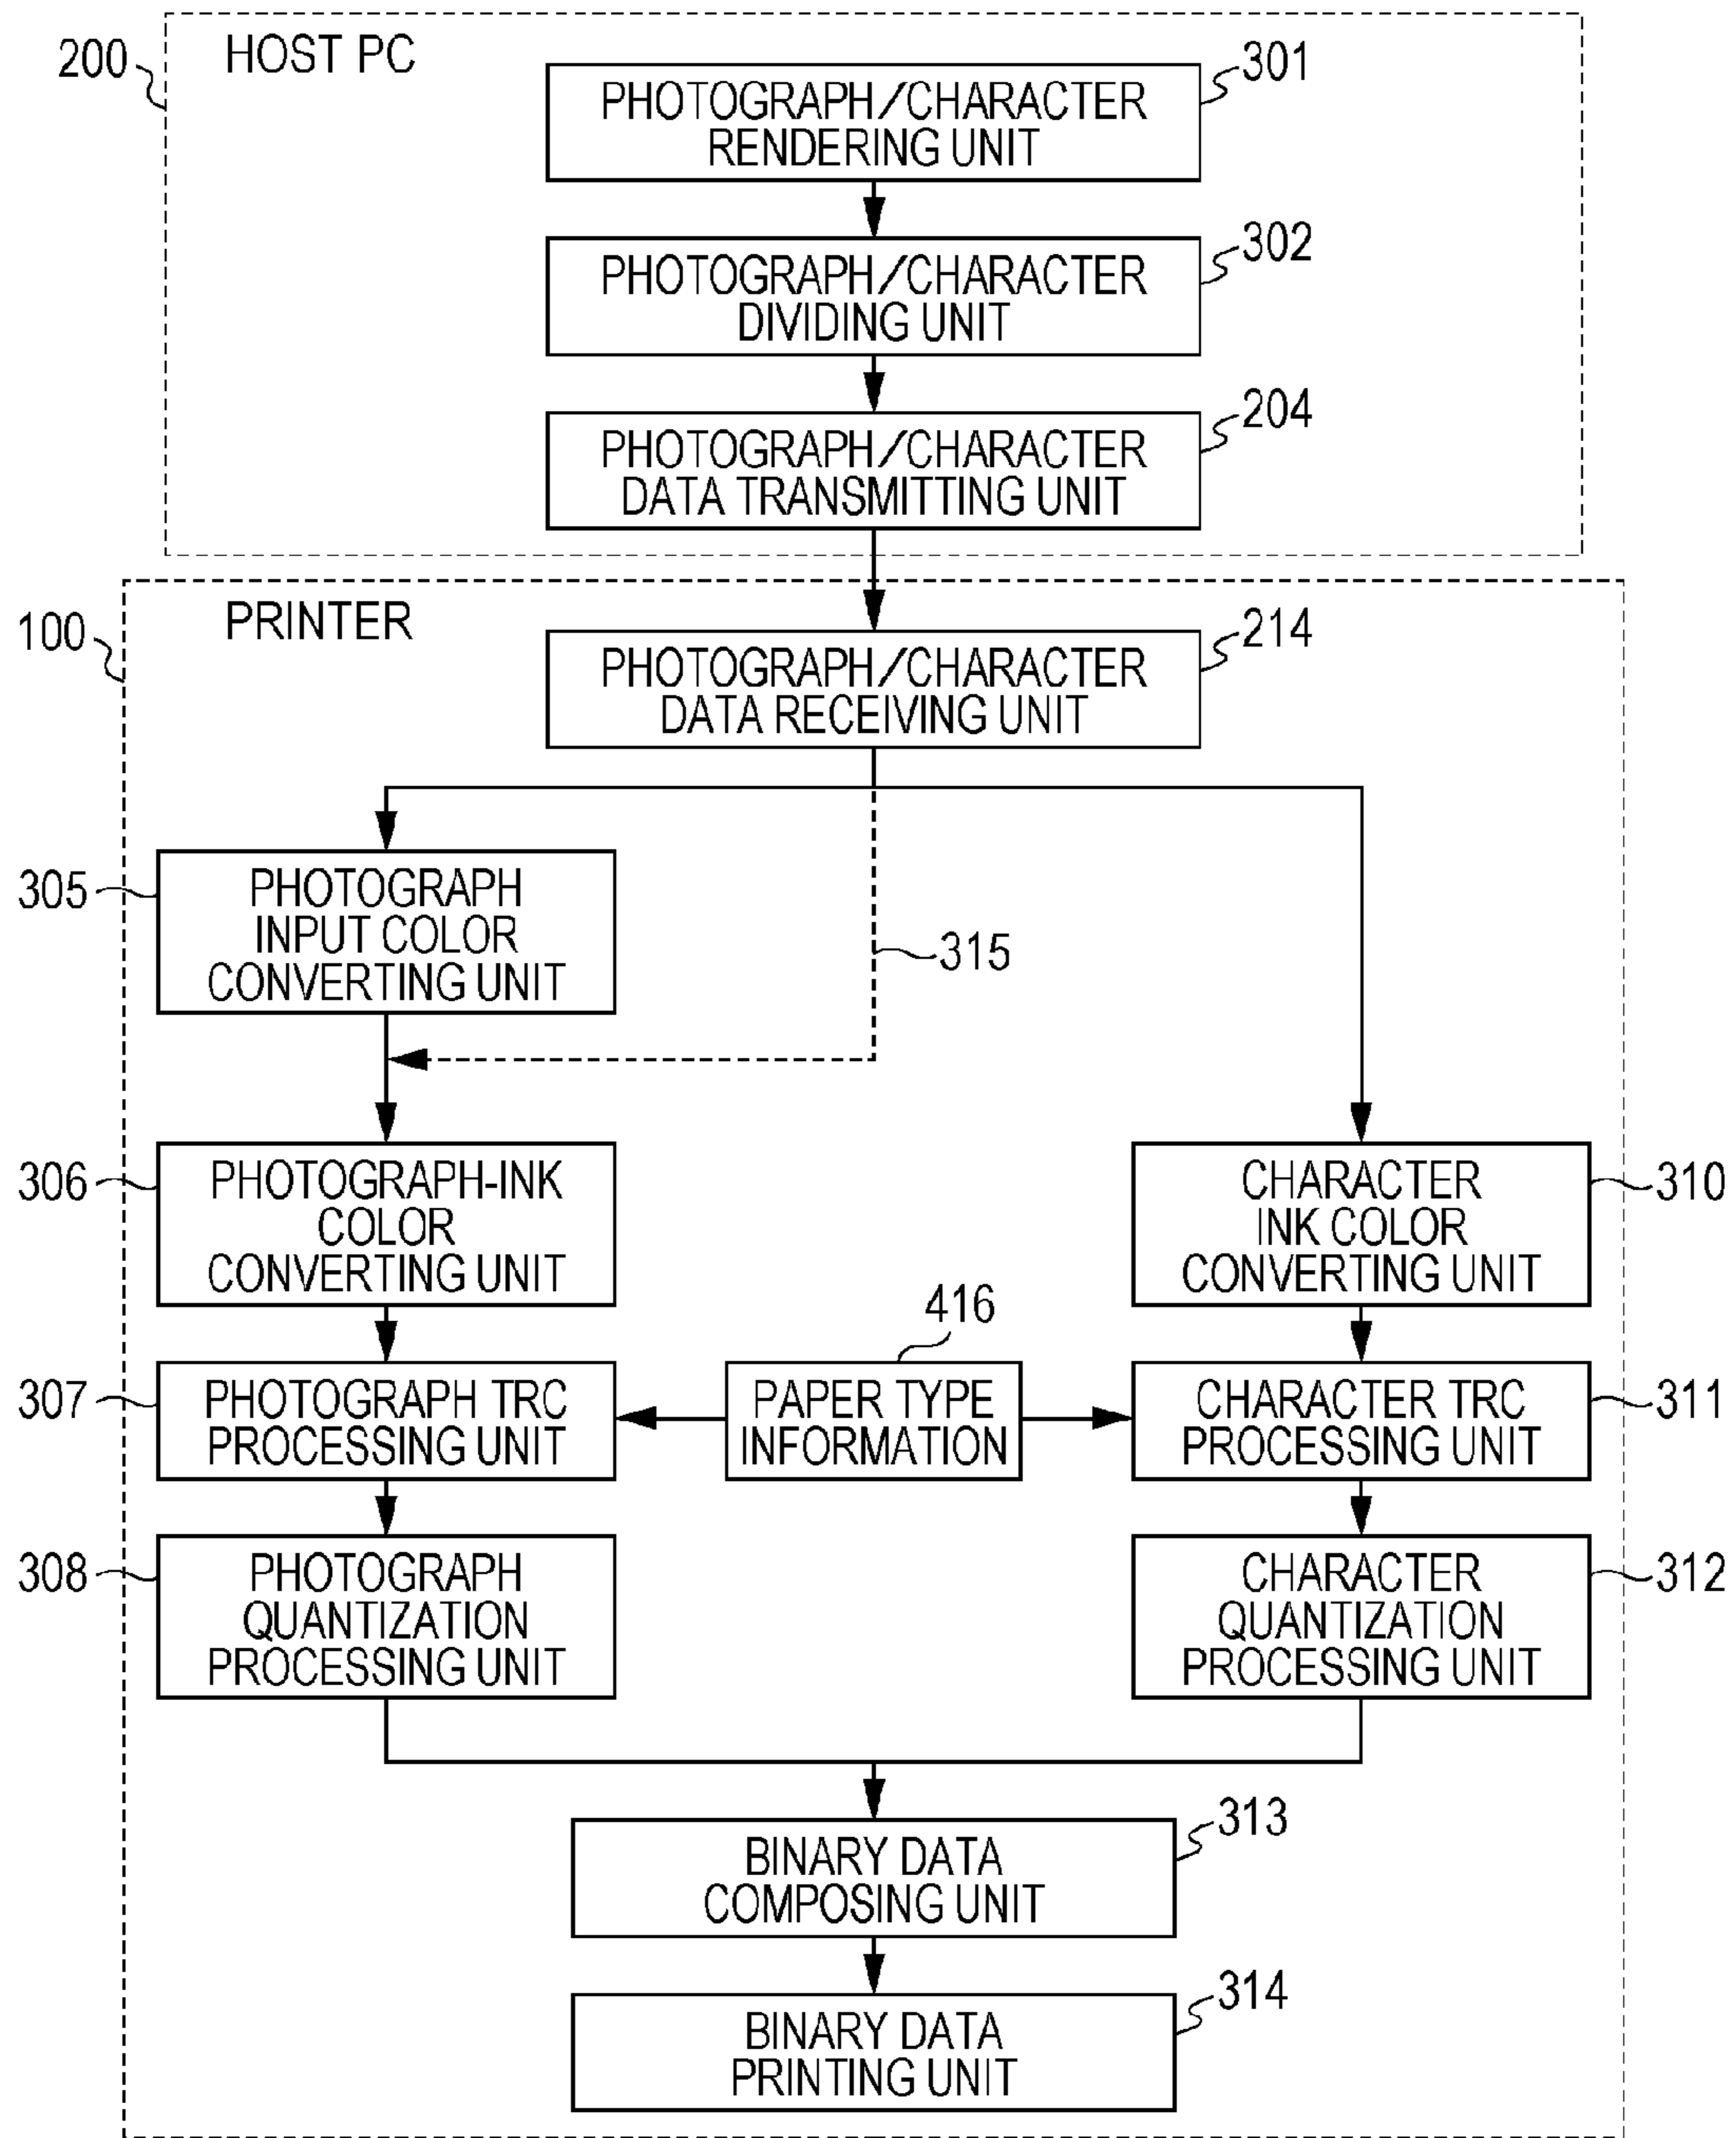 200
HOST PC
PHOTOGRAPH/CHARACTER
RENDERING UNIT
301
PHOTOGRAPH/CHARACTER
DIVIDING UNIT
302
PHOTOGRAPH/CHARACTER
DATA TRANSMITTING UNIT
204
100
PRINTER
PHOTOGRAPH/CHARACTER
DATA RECEIVING UNIT
214
305
PHOTOGRAPH
INPUT COLOR
CONVERTING UNIT
315
306
PHOTOGRAPH-INK
COLOR
CONVERTING UNIT
CHARACTER
INK COLOR
CONVERTING UNIT
310
416
307
PHOTOGRAPH TRC
PROCESSING UNIT
PAPER TYPE
INFORMATION
CHARACTER TRC
PROCESSING UNIT
311
308
PHOTOGRAPH
QUANTIZATION
PROCESSING UNIT
CHARACTER
QUANTIZATION
PROCESSING UNIT
312
BINARY DATA
COMPOSING UNIT
313
BINARY DATA
PRINTING UNIT
314